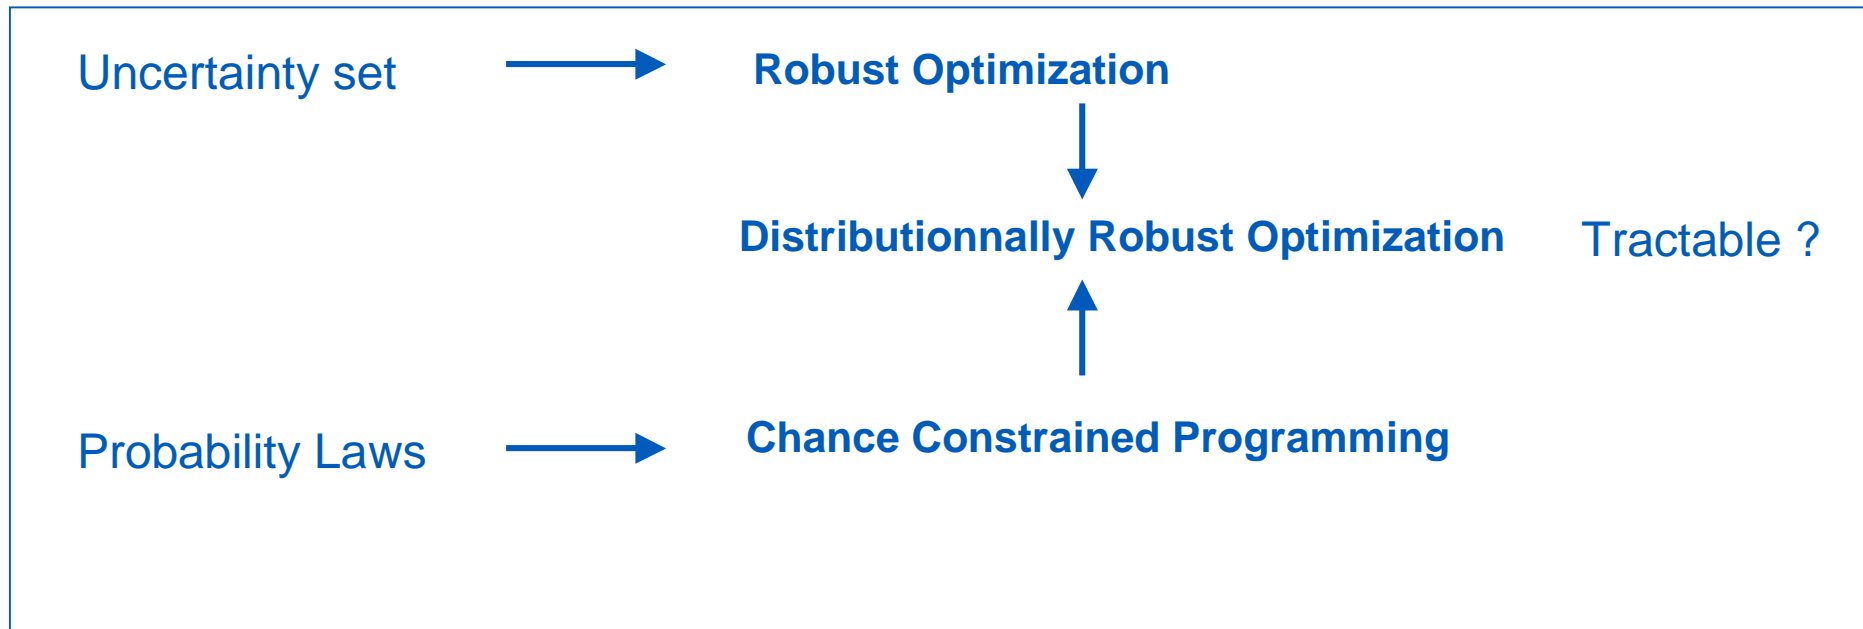 Uncertainty set
Robust Optimization
Distributionnally Robust Optimization
Tractable ?
Probability Laws
Chance Constrained Programming